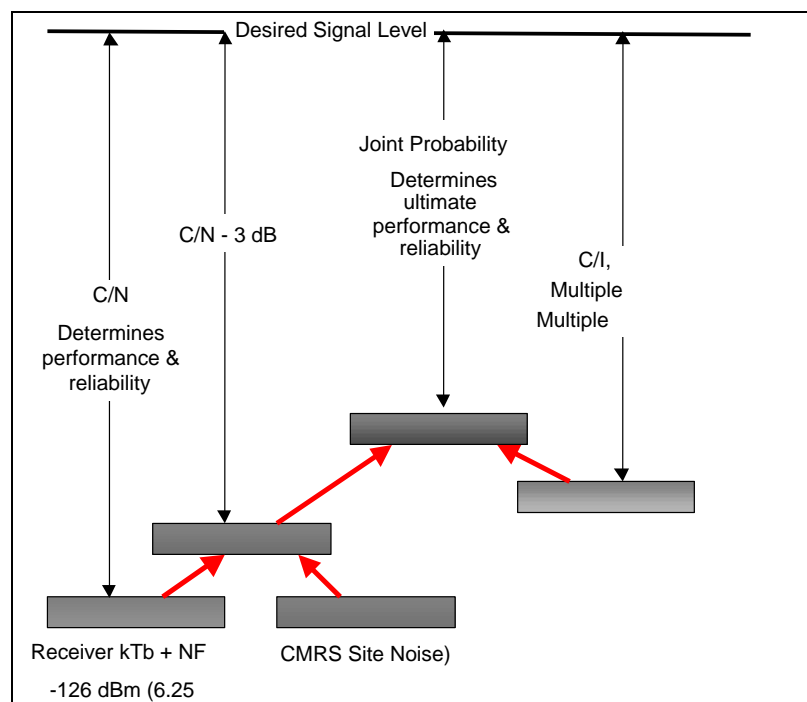 Desired Signal Level
Joint Probability
Determines
ultimate
performance &
reliability
C/N - 3 dB
C/I,
Multiple
Multiple
C/N
Determines
performance &
reliability
Receiver kTb + NF
-126 dBm (6.25
CMRS Site Noise)